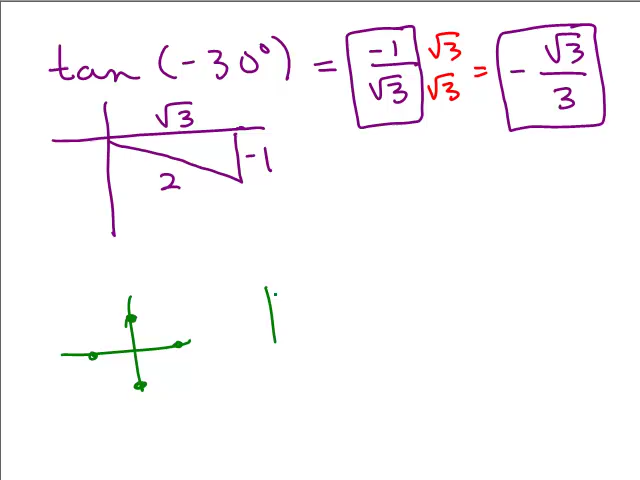 tan (-30°) = -1/√3 √3/√3 = - √3/3
√3
-1
2